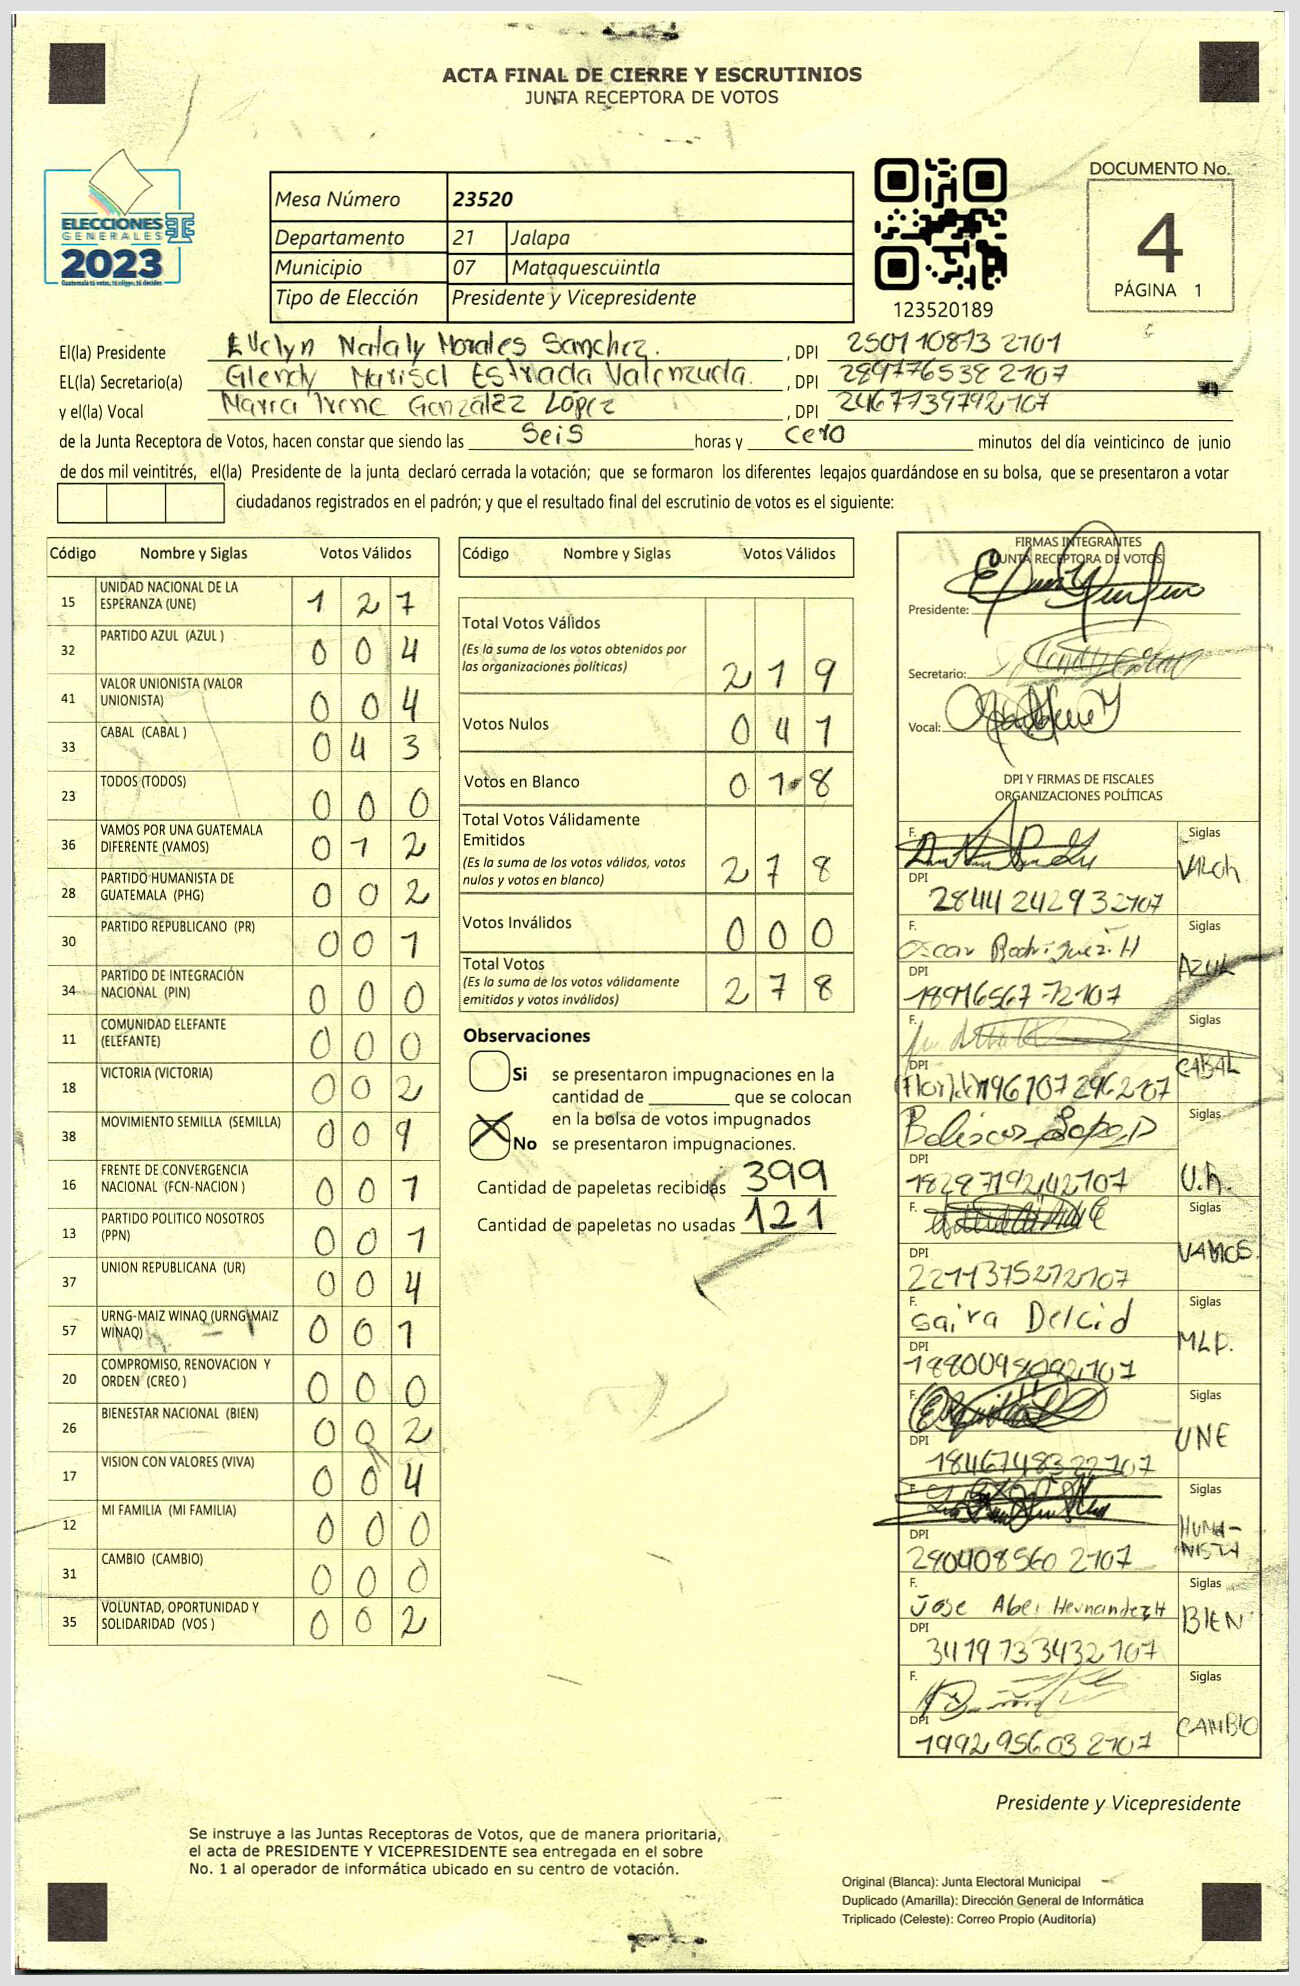 ACTA FINAL DE CIERRE Y ESCRUTINIOS
JUNTA RECEPTORA DE VOTOS
ELECCIONES
GENERALES
2023
Guatemala tú votas, tú eliges, tú decides
Mesa Número 23520
Departamento 21 Jalapa
Municipio 07 Mataquescuintla
Tipo de Elección Presidente y Vicepresidente
123520189
DOCUMENTO No.
4
PÁGINA 1
El(la) Presidente Evelyn Nataly Morales Sanchez. , DPI 2501 10873 2101
EL(la) Secretario(a) Glendy Marisol Estrada Valenzuela. , DPI 289776538 2107
y el(la) Vocal María Irene González López , DPI 2467739792107
de la Junta Receptora de Votos, hacen constar que siendo las Seis horas y cero minutos del día veinticinco de junio
de dos mil veintitrés, el(la) Presidente de la junta declaró cerrada la votación; que se formaron los diferentes legajos quardándose en su bolsa, que se presentaron a votar
ciudadanos registrados en el padrón; y que el resultado final del escrutinio de votos es el siguiente:
Código Nombre y Siglas Votos Válidos
15 UNIDAD NACIONAL DE LA ESPERANZA (UNE) 1 2 7
32 PARTIDO AZUL (AZUL ) 0 0 4
41 VALOR UNIONISTA (VALOR UNIONISTA) 0 0 4
33 CABAL (CABAL ) 0 4 3
23 TODOS (TODOS) 0 0 0
36 VAMOS POR UNA GUATEMALA DIFERENTE (VAMOS) 0 1 2
28 PARTIDO HUMANISTA DE GUATEMALA (PHG) 0 0 2
30 PARTIDO REPUBLICANO (PR) 0 0 1
34 PARTIDO DE INTEGRACIÓN NACIONAL (PIN) 0 0 0
11 COMUNIDAD ELEFANTE (ELEFANTE) 0 0 0
18 VICTORIA (VICTORIA) 0 0 2
38 MOVIMIENTO SEMILLA (SEMILLA) 0 0 9
16 FRENTE DE CONVERGENCIA NACIONAL (FCN-NACION ) 0 0 1
13 PARTIDO POLITICO NOSOTROS (PPN) 0 0 1
37 UNION REPUBLICANA (UR) 0 0 4
57 URNG-MAIZ WINAQ (URNG-MAIZ WINAQ) 0 0 1
20 COMPROMISO, RENOVACION Y ORDEN (CREO ) 0 0 0
26 BIENESTAR NACIONAL (BIEN) 0 0 2
17 VISION CON VALORES (VIVA) 0 0 4
12 MI FAMILIA (MI FAMILIA) 0 0 0
31 CAMBIO (CAMBIO) 0 0 0
35 VOLUNTAD, OPORTUNIDAD Y SOLIDARIDAD (VOS ) 0 0 2
Código Nombre y Siglas Votos Válidos
Total Votos Válidos 2 1 9
(Es la suma de los votos obtenidos por
las organizaciones políticas)
Votos Nulos 0 4 1
Votos en Blanco 0 1 8
Total Votos Válidamente
Emitidos 2 7 8
(Es la suma de los votos válidos, votos
nulos y votos en blanco)
Votos Inválidos 0 0 0
Total Votos 2 7 8
(Es la suma de los votos válidamente
emitidos y votos inválidos)
Observaciones
Si se presentaron impugnaciones en la
cantidad de ________ que se colocan
en la bolsa de votos impugnados
X No se presentaron impugnaciones.
Cantidad de papeletas recibidas 399
Cantidad de papeletas no usadas 121
FIRMAS INTEGRANTES
JUNTA RECEPTORA DE VOTOS
Presidente:
Secretario:
Vocal:
DPI Y FIRMAS DE FISCALES
ORGANIZACIONES POLÍTICAS
F. Siglas
DPI 2844 24293 2107
F. Oscar Rodriguez. H Siglas AZUL
DPI
F. Siglas CABAL
DPI
F. Siglas U.R.
DPI 1828719242107
F. Siglas VAMOS.
DPI 2211375272107
F. Saira Delcid Siglas MLP.
DPI 1880098092107
F. Siglas UNE
DPI 1846748322107
F. Siglas HUMA-
NISTA
DPI 280408560 2107
F. Jose Abel Hernandez H Siglas BIEN
DPI 3419733432107
F. Siglas CAMBIO
DPI 199295603 2107
Presidente y Vicepresidente
Se instruye a las Juntas Receptoras de Votos, que de manera prioritaria,
el acta de PRESIDENTE Y VICEPRESIDENTE sea entregada en el sobre
No. 1 al operador de informática ubicado en su centro de votación.
Original (Blanca): Junta Electoral Municipal
Duplicado (Amarilla): Dirección General de Informática
Triplicado (Celeste): Correo Propio (Auditoría)